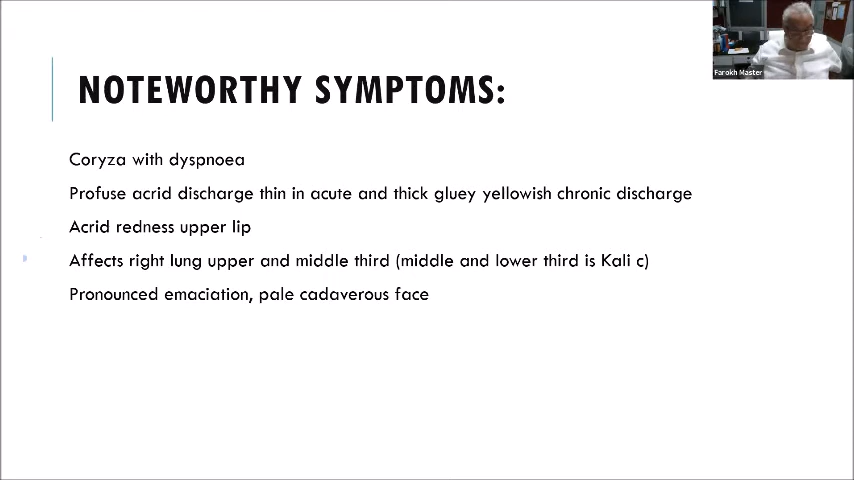 Farokh Master
NOTEWORTHY SYMPTOMS:
Coryza with dyspnoea
Profuse acrid discharge thin in acute and thick gluey yellowish chronic discharge
Acrid redness upper lip
Affects right lung upper and middle third (middle and lower third is Kali c)
Pronounced emaciation, pale cadaverous face